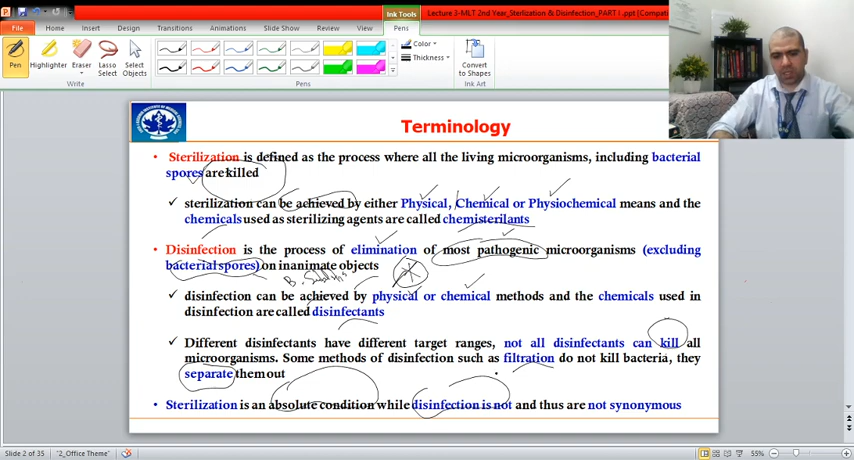 Ink Tools
Lecture 3-MLT 2nd Year_Sterlization & Disinfection_PART I.ppt [Compati
File Home Insert Design Transitions Animations Slide Show Review View Pens
Pen
Highlighter
Eraser
Lasso Select
Select Objects
Color
Thickness
Convert to Shapes
Write
Pens
Ink Art
Terminology
• Sterilization is defined as the process where all the living microorganisms, including bacterial
spores are killed
✓ sterilization can be achieved by either Physical, Chemical or Physiochemical means and the
chemicals used as sterilizing agents are called chemisterilants
• Disinfection is the process of elimination of most pathogenic microorganisms (excluding
bacterial spores) on inanimate objects
✓ disinfection can be achieved by physical or chemical methods and the chemicals used in
disinfection are called disinfectants
✓ Different disinfectants have different target ranges, not all disinfectants can kill all
microorganisms. Some methods of disinfection such as filtration do not kill bacteria, they
separate them out
• Sterilization is an absolute condition while disinfection is not and thus are not synonymous
Slide 2 of 35
"2_Office Theme"
55%